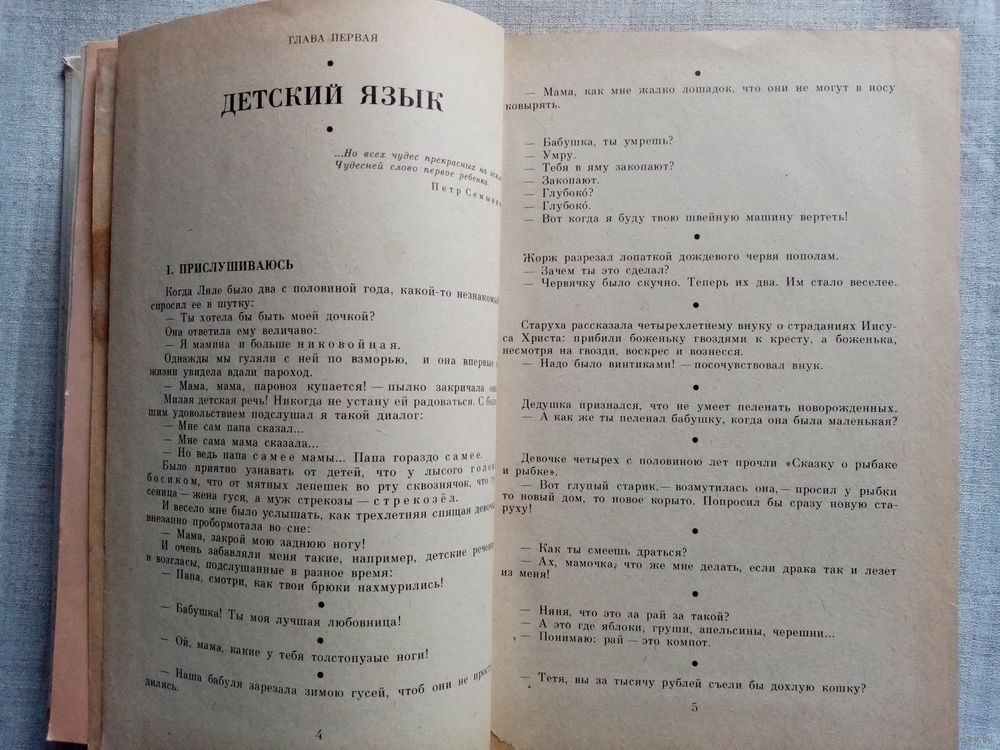 ГЛАВА ПЕРВАЯ
ДЕТСКИЙ ЯЗЫК
...Но всех чудес прекрасных на
Чудесней слово первое ребенка.
Петр
1. ПРИСЛУШИВАЮСЬ
Когда Ляле было два с половиной года, какой-то
спросил ее в шутку:
— Ты хотела бы быть моей дочкой?
Она ответила ему величаво:
— Я мамина и больше никовойная.
Однажды мы гуляли с ней по взморью, и она впервые
жизни увидела вдали пароход.
— Мама, мама, паровоз купается! — пылко закричала
Милая детская речь! Никогда не устану ей радоваться. С
шим удовольствием подслушал я такой диалог:
— Мне сам папа сказал...
— Мне сама мама сказала...
— Но ведь папа самее мамы... Папа гораздо самее.
Было приятно узнавать от детей, что у лысого
босиком, что от мятных лепешек во рту сквознячок, что
сеница — жена гуся, а муж стрекозы — стрекозёл.
И весело мне было услышать, как трехлетняя спящая
внезапно пробормотала во сне:
— Мама, закрой мою заднюю ногу!
И очень забавляли меня такие, например, детские
и возгласы, подслушанные в разное время:
— Папа, смотри, как твои брюки нахмурились!
— Бабушка! Ты моя лучшая любовница!
— Ой, мама, какие у тебя толстопузые ноги!
— Наша бабуля зарезала зимою гусей, чтоб они не
дились.
4
— Мама, как мне жалко лошадок, что они не могут в носу
ковырять.
— Бабушка, ты умрешь?
— Умру.
— Тебя в яму закопают?
— Закопают.
— Глубоко́?
— Глубоко́.
— Вот когда я буду твою швейную машину вертеть!
Жорж разрезал лопаткой дождевого червя пополам.
— Зачем ты это сделал?
— Червячку было скучно. Теперь их два. Им стало веселее.
Старуха рассказала четырехлетнему внуку о страданиях Иису-
са Христа: прибили боженьку гвоздями к кресту, а боженька,
несмотря на гвозди, воскрес и вознесся.
— Надо было винтиками! — посочувствовал внук.
Дедушка признался, что не умеет пеленать новорожденных.
— А как же ты пеленал бабушку, когда она была маленькая?
Девочке четырех с половиною лет прочли «Сказку о рыбаке
и рыбке».
— Вот глупый старик, — возмутилась она, — просил у рыбки
то новый дом, то новое корыто. Попросил бы сразу новую ста-
руху!
— Как ты смеешь драться?
— Ах, мамочка, что же мне делать, если драка так и лезет
из меня!
— Няня, что это за рай за такой?
— А это где яблоки, груши, апельсины, черешни...
— Понимаю: рай — это компот.
— Тетя, вы за тысячу рублей съели бы дохлую кошку?
5